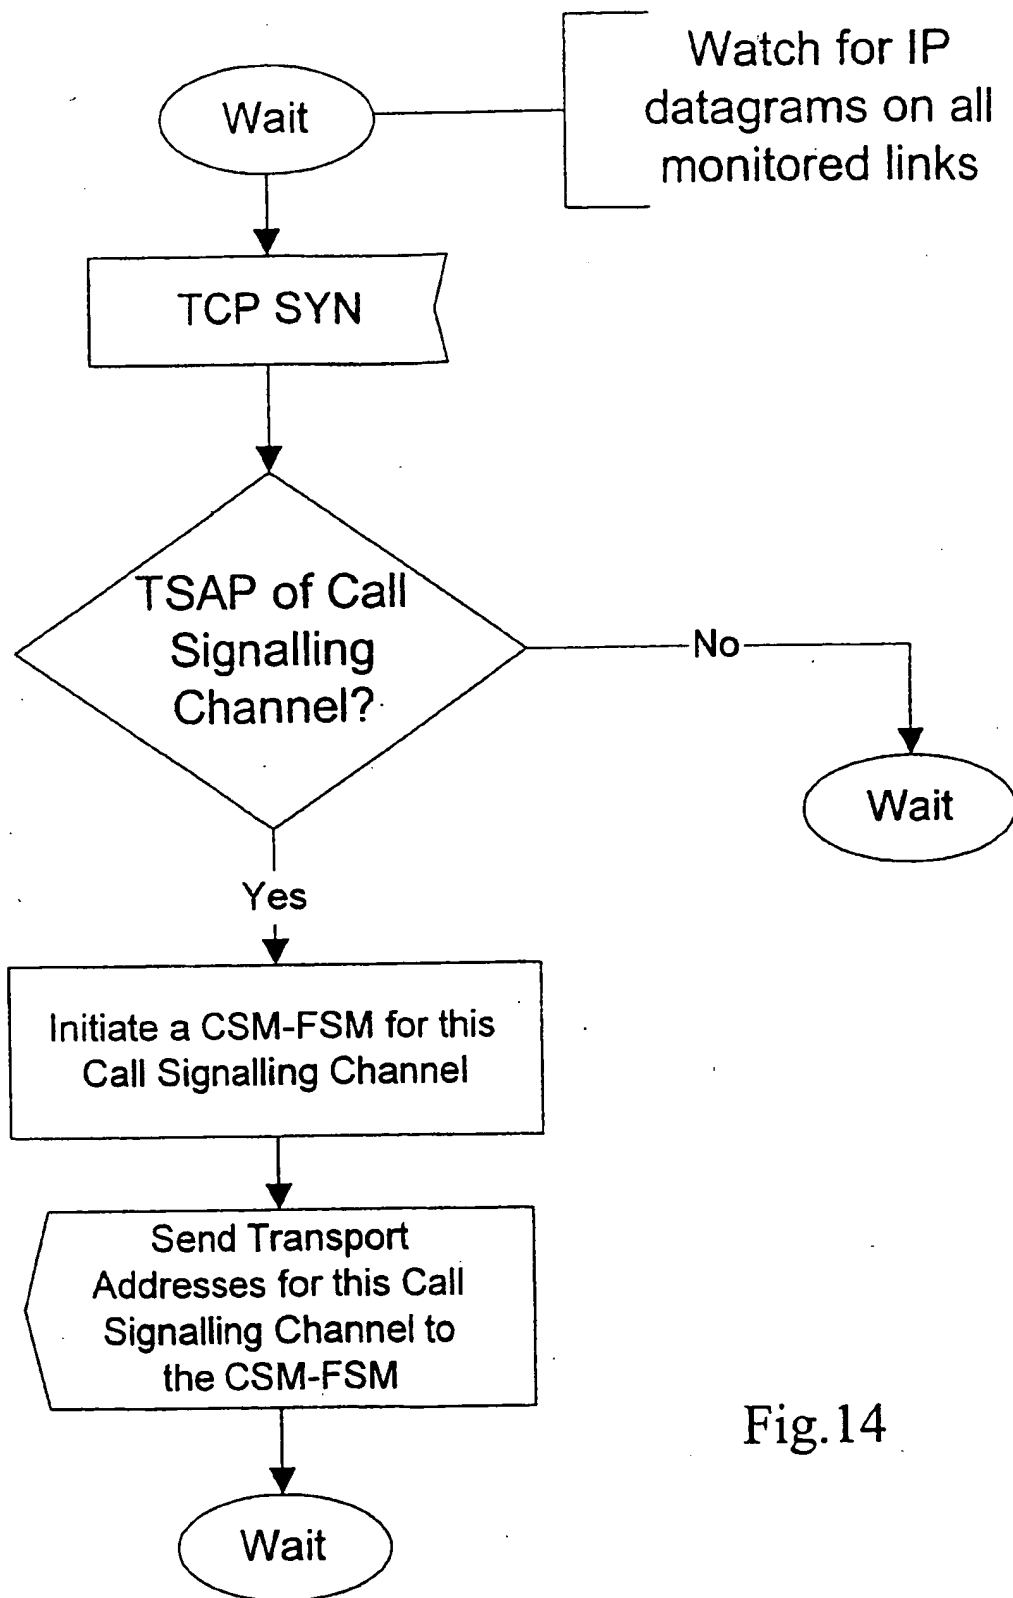 Wait
Watch for IP
datagrams on all
monitored links
TCP SYN
TSAP of Call
Signalling
Channel?
No
Wait
Yes
Initiate a CSM-FSM for this
Call Signalling Channel
Send Transport
Addresses for this Call
Signalling Channel to
the CSM-FSM
Wait
Fig.14